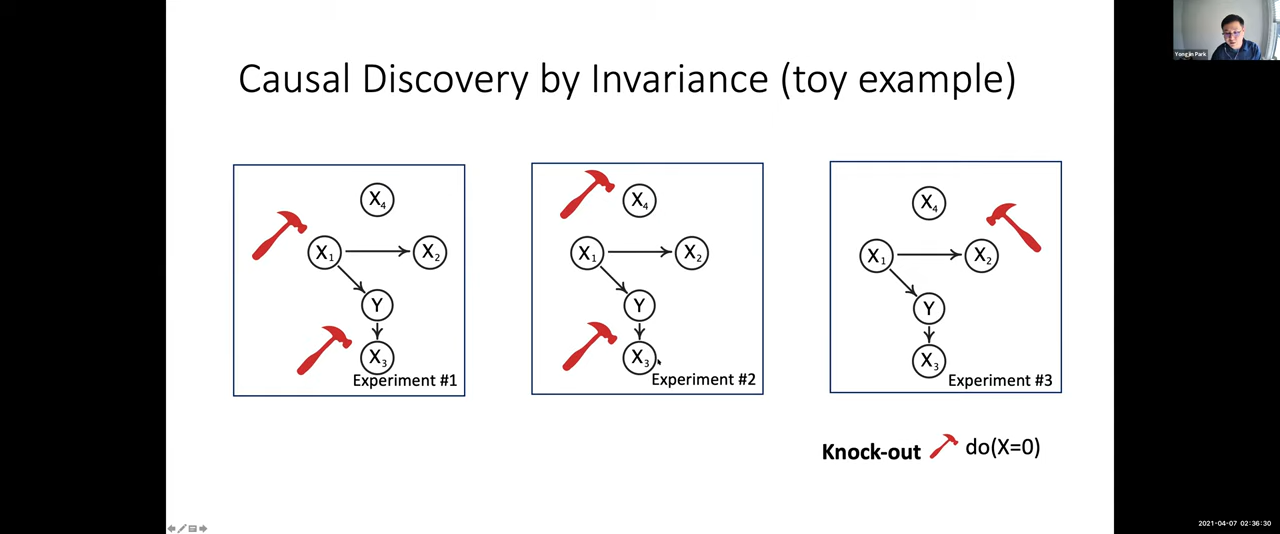 Yongjin Park
Causal Discovery by Invariance (toy example)
X4
X1
X2
Y
X3
Experiment #1
X4
X1
X2
Y
X3
Experiment #2
X4
X1
X2
Y
X3
Experiment #3
Knock-out do(X=0)
2021-04-07 02:36:30